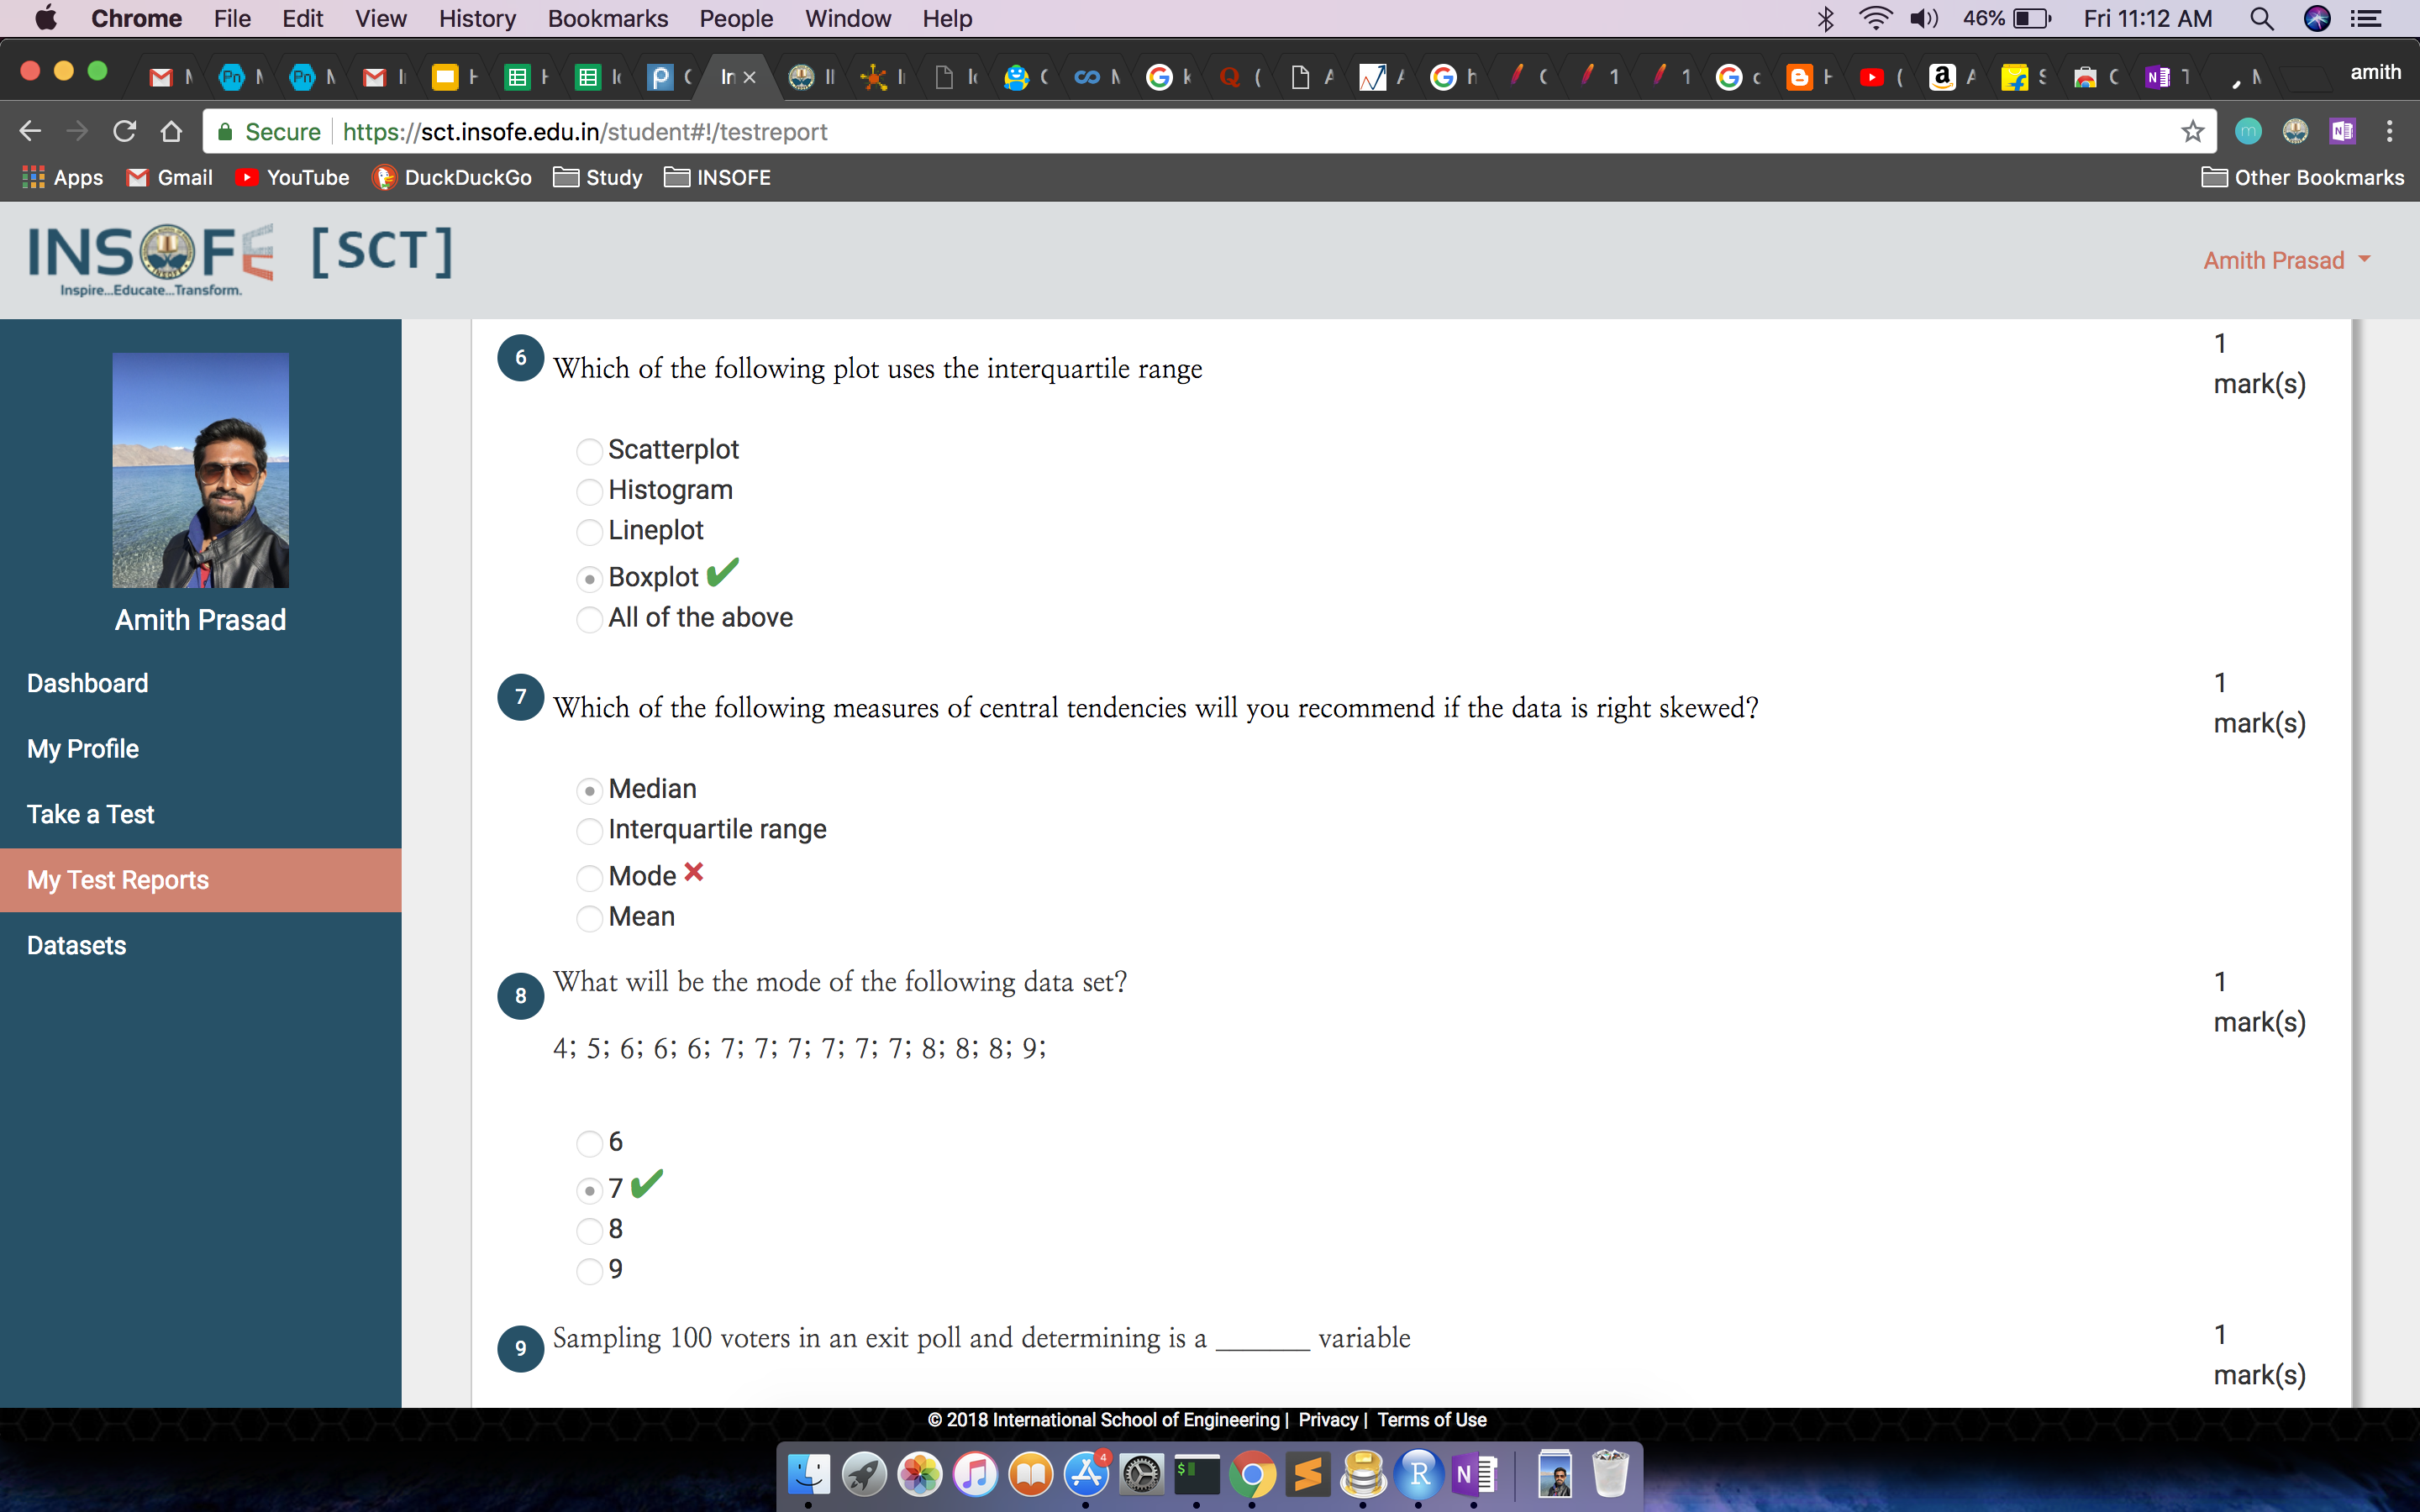 Chrome File Edit View History Bookmarks People Window Help 46% Fri 11:12 AM
In amith
Secure https://sct.insofe.edu.in/student#!/testreport
Apps Gmail YouTube DuckDuckGo Study INSOFE Other Bookmarks
INSOFE [SCT]
Inspire...Educate...Transform.
Amith Prasad
Amith Prasad
Dashboard
My Profile
Take a Test
My Test Reports
Datasets
6 Which of the following plot uses the interquartile range 1 mark(s)
Scatterplot
Histogram
Lineplot
Boxplot
All of the above
7 Which of the following measures of central tendencies will you recommend if the data is right skewed? 1 mark(s)
Median
Interquartile range
Mode
Mean
8 What will be the mode of the following data set? 1 mark(s)
4; 5; 6; 6; 6; 7; 7; 7; 7; 7; 7; 8; 8; 8; 9;
6
7
8
9
9 Sampling 100 voters in an exit poll and determining is a _______ variable 1 mark(s)
© 2018 International School of Engineering | Privacy | Terms of Use
4